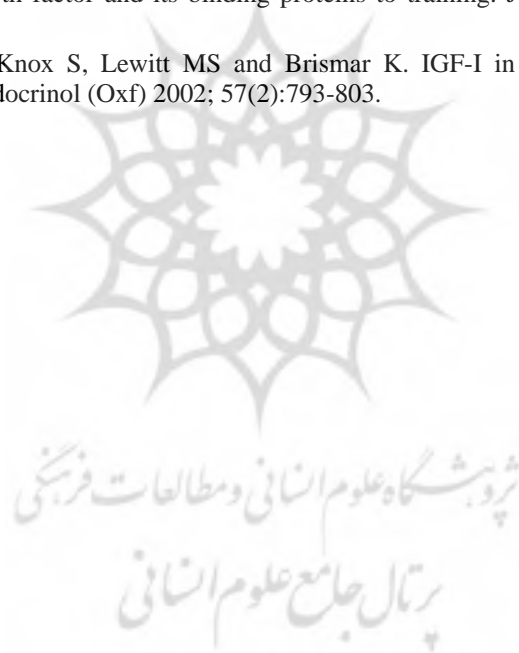 th factor and its binding proteins to training. J
Knox S, Lewitt MS and Brismar K. IGF-I in
docrinol (Oxf) 2002; 57(2):793-803.
پژوهشگاه علوم انسانی و مطالعات فرهنگی
پرتال جامع علوم انسانی